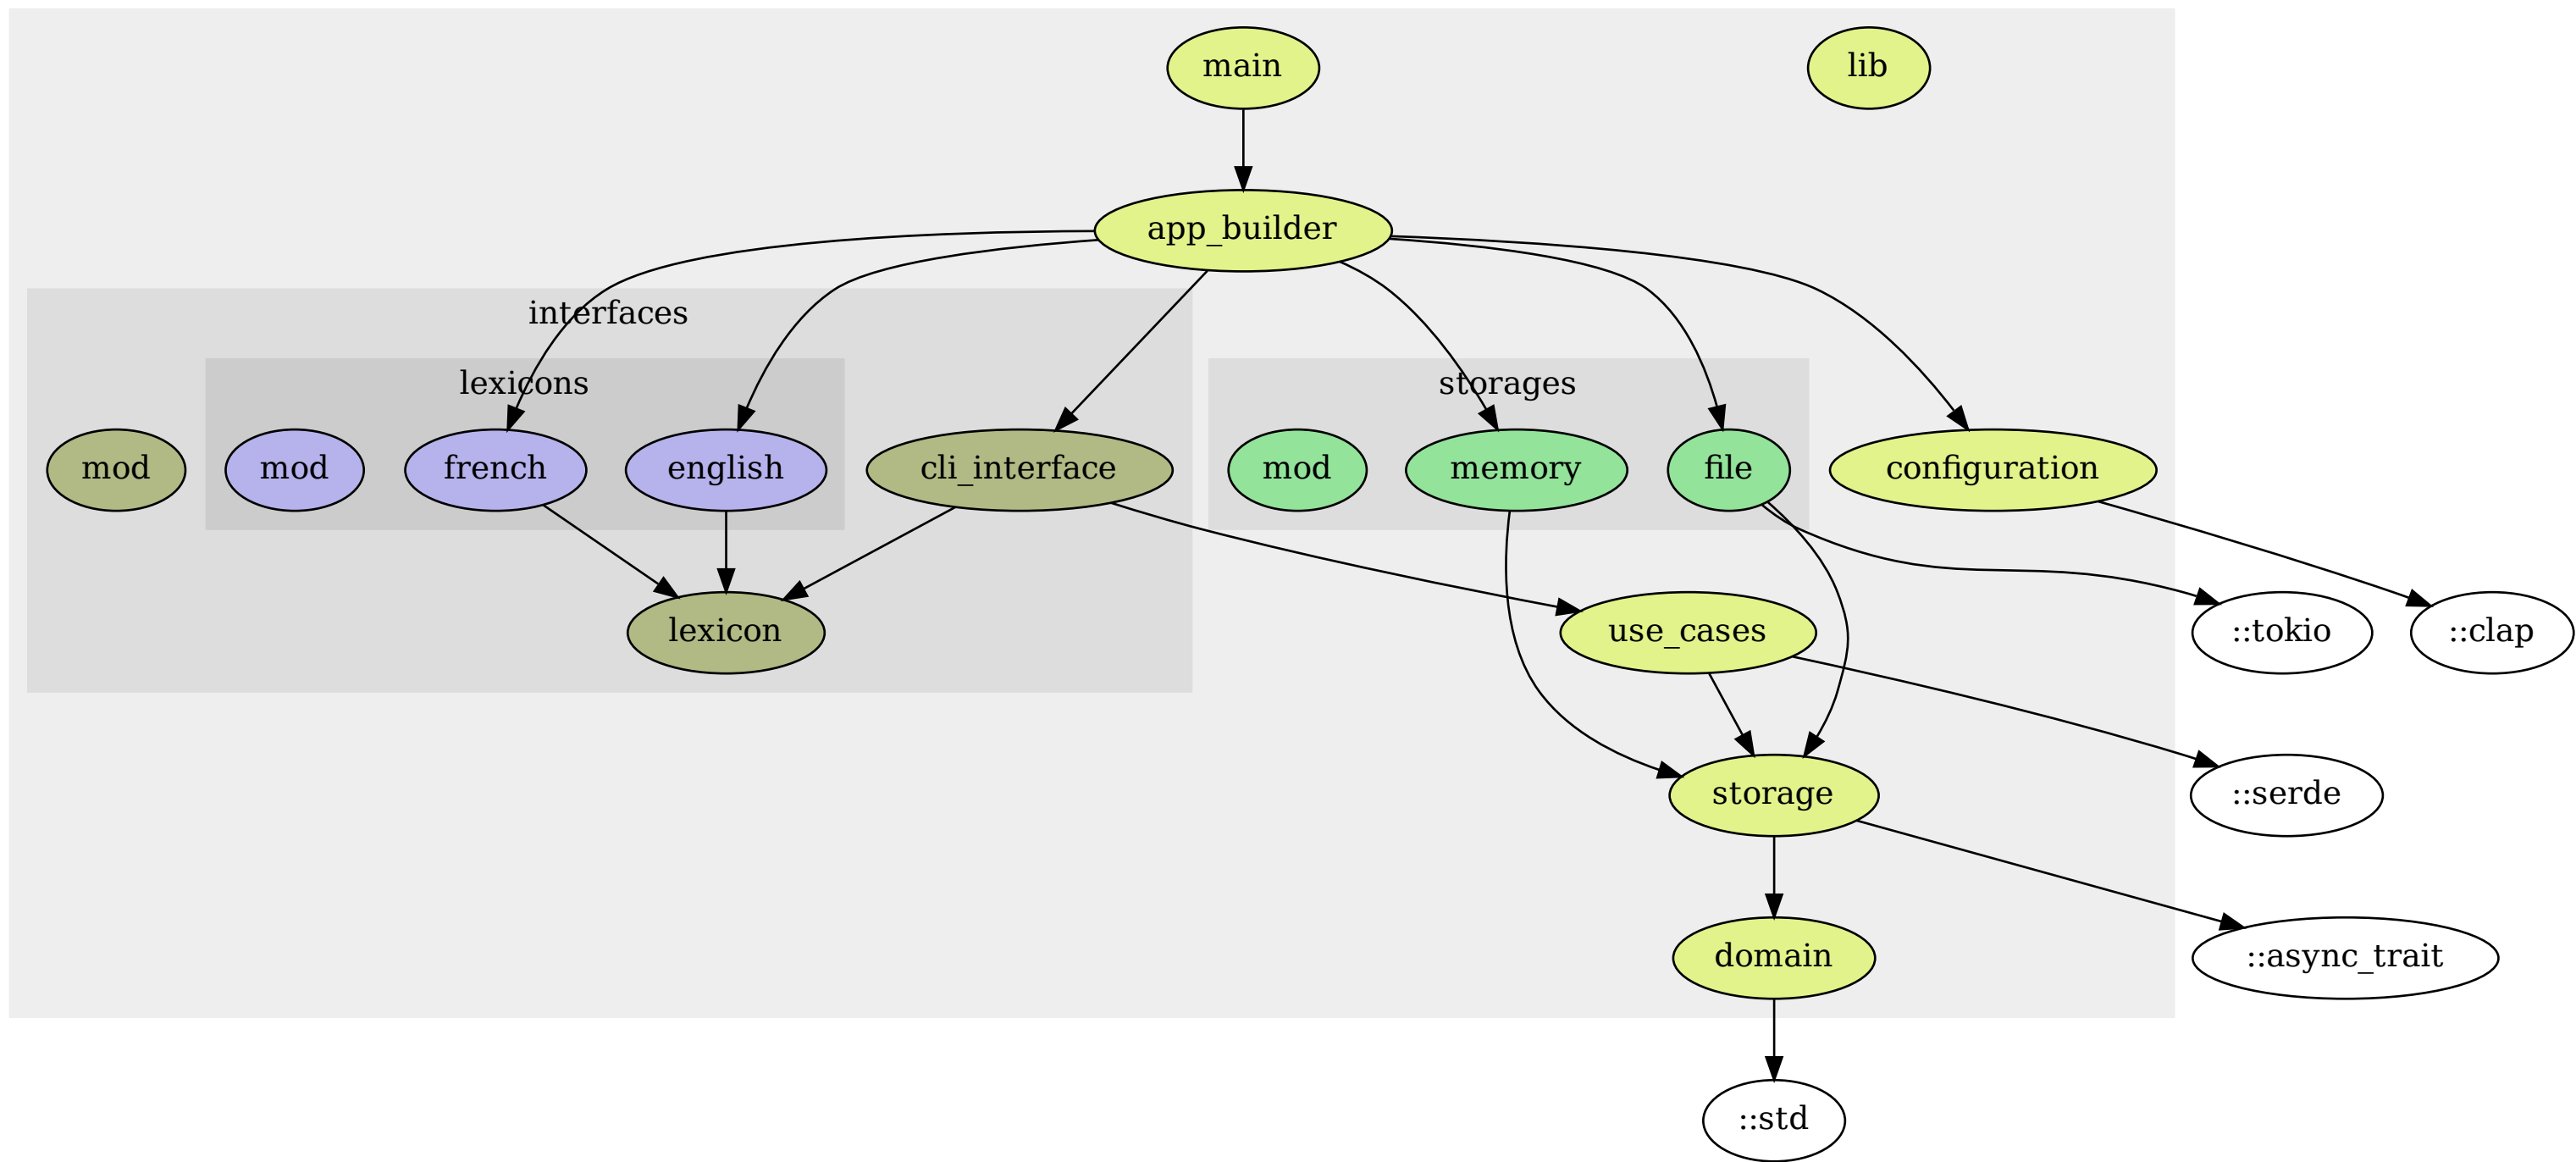 main
lib
app_builder
interfaces
lexicons
storages
mod
mod
french
english
cli_interface
mod
memory
file
configuration
lexicon
use_cases
::tokio
::clap
storage
::serde
domain
::async_trait
::std